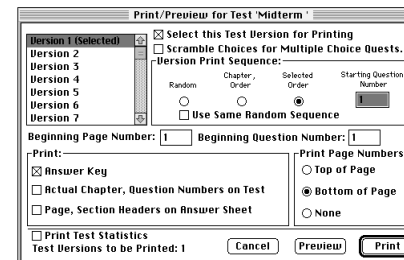 Print/Preview for Test 'Midterm '
Version 1 (Selected)
Version 2
Version 3
Version 4
Version 5
Version 6
Version 7
Select this Test Version for Printing
Scramble Choices for Multiple Choice Quests.
Version Print Sequence:
Random
Chapter, Order
Selected Order
Starting Question Number
1
Use Same Random Sequence
Beginning Page Number: 1
Beginning Question Number: 1
Print:
Answer Key
Actual Chapter, Question Numbers on Test
Page, Section Headers on Answer Sheet
Print Page Numbers
Top of Page
Bottom of Page
None
Print Test Statistics
Test Versions to be Printed: 1
Cancel
Preview
Print